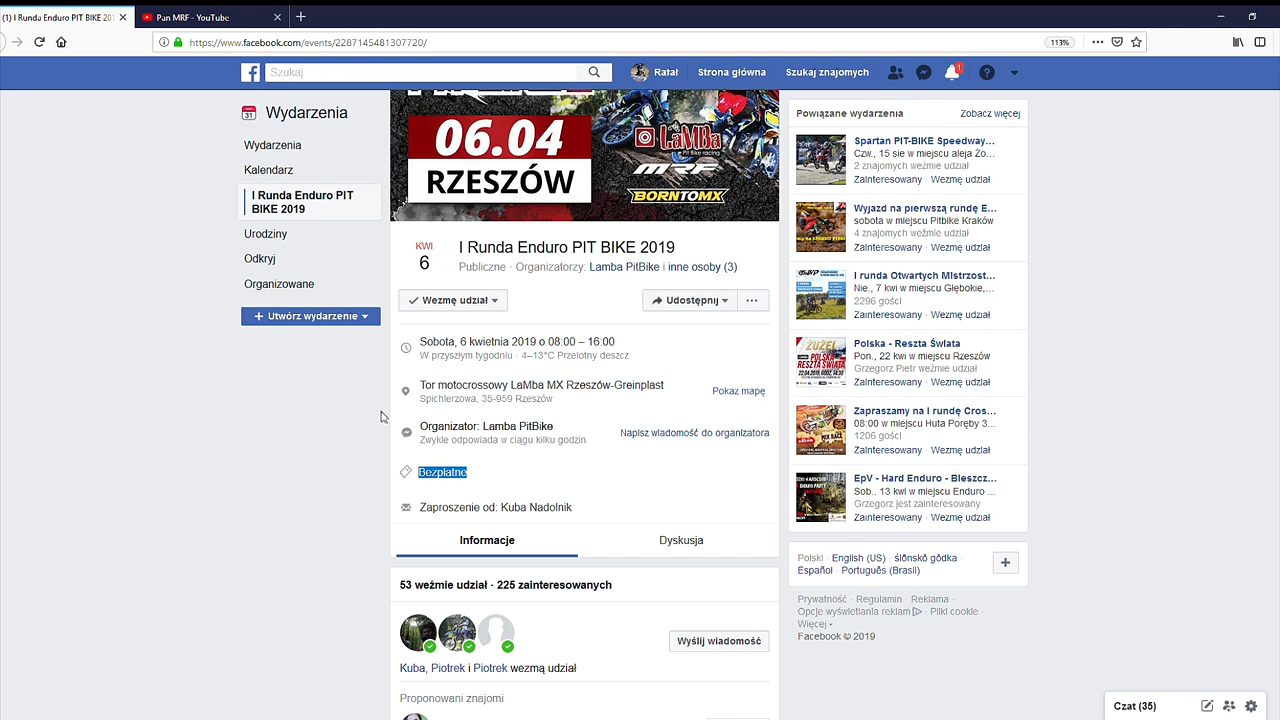 (1) I Runda Enduro PIT BIKE 201
Pan MRF - YouTube
https://www.facebook.com/events/2287145481307720/
113%
Szukaj
Rafał
Strona główna
Szukaj znajomych
1
31
Wydarzenia
Wydarzenia
Kalendarz
I Runda Enduro PIT
BIKE 2019
Urodziny
Odkryj
Organizowane
Utwórz wydarzenie
06.04
RZESZÓW
LaMBa
Pit Bike racing
MRF
BORNTOMX
KWI
6
I Runda Enduro PIT BIKE 2019
Publiczne · Organizatorzy: Lamba PitBike i inne osoby (3)
Wezmę udział
Udostępnij
Sobota, 6 kwietnia 2019 o 08:00 – 16:00
W przyszłym tygodniu · 4–13°C Przelotny deszcz
Tor motocrossowy LaMba MX Rzeszów-Greinplast
Spichlerzowa, 35-959 Rzeszów
Pokaż mapę
Organizator: Lamba PitBike
Zwykle odpowiada w ciągu kilku godzin
Napisz wiadomość do organizatora
Bezpłatne
Zaproszenie od: Kuba Nadolnik
Informacje
Dyskusja
53 weźmie udział · 225 zainteresowanych
Wyślij wiadomość
Kuba, Piotrek i Piotrek wezmą udział
Proponowani znajomi
Powiązane wydarzenia
Zobacz więcej
Spartan PIT-BIKE Speedway…
Czw., 15 sie w miejscu aleja Żo…
2 znajomych weźmie udział
Zainteresowany · Wezmę udział
Wyjazd na pierwszą rundę E…
sobota w miejscu Pitbike Kraków
4 znajomych weźmie udział
Zainteresowany · Wezmę udział
I runda Otwartych Mistrzost…
Nie., 7 kwi w miejscu Głębokie,…
2296 gości
Zainteresowany · Wezmę udział
Polska - Reszta Świata
Pon., 22 kwi w miejscu Rzeszów
Grzegorz Pietr weźmie udział
Zainteresowany · Wezmę udział
Zapraszamy na I rundę Cros…
08:00 w miejscu Huta Poręby 3…
1206 gości
Zainteresowany · Wezmę udział
EpV - Hard Enduro - Bleszcz…
Sob., 13 kwi w miejscu Enduro …
Grzegorz jest zainteresowany
Zainteresowany · Wezmę udział
Polski · English (US) · ślōnskŏ gŏdka ·
Español · Português (Brasil)
Prywatność · Regulamin · Reklama ·
Opcje wyświetlania reklam · Pliki cookie ·
Więcej
Facebook © 2019
Czat (35)